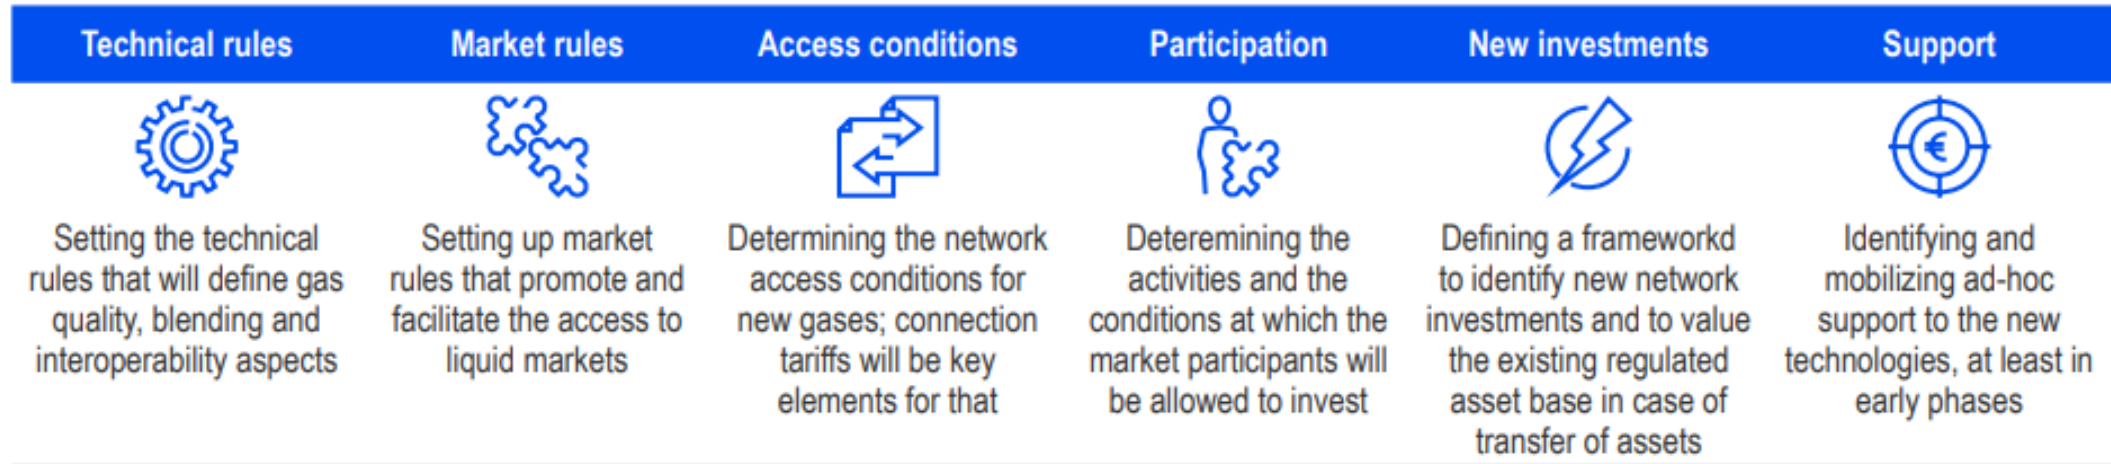 Technical rules
Market rules
Access conditions
Participation
New investments
Support
€
Setting the technical
rules that will define gas
quality, blending and
interoperability aspects
Setting up market
rules that promote and
facilitate the access to
liquid markets
Determining the network
access conditions for
new gases; connection
tariffs will be key
elements for that
Deteremining the
activities and the
conditions at which the
market participants will
be allowed to invest
Defining a frameworkd
to identify new network
investments and to value
the existing regulated
asset base in case of
transfer of assets
Identifying and
mobilizing ad-hoc
support to the new
technologies, at least in
early phases